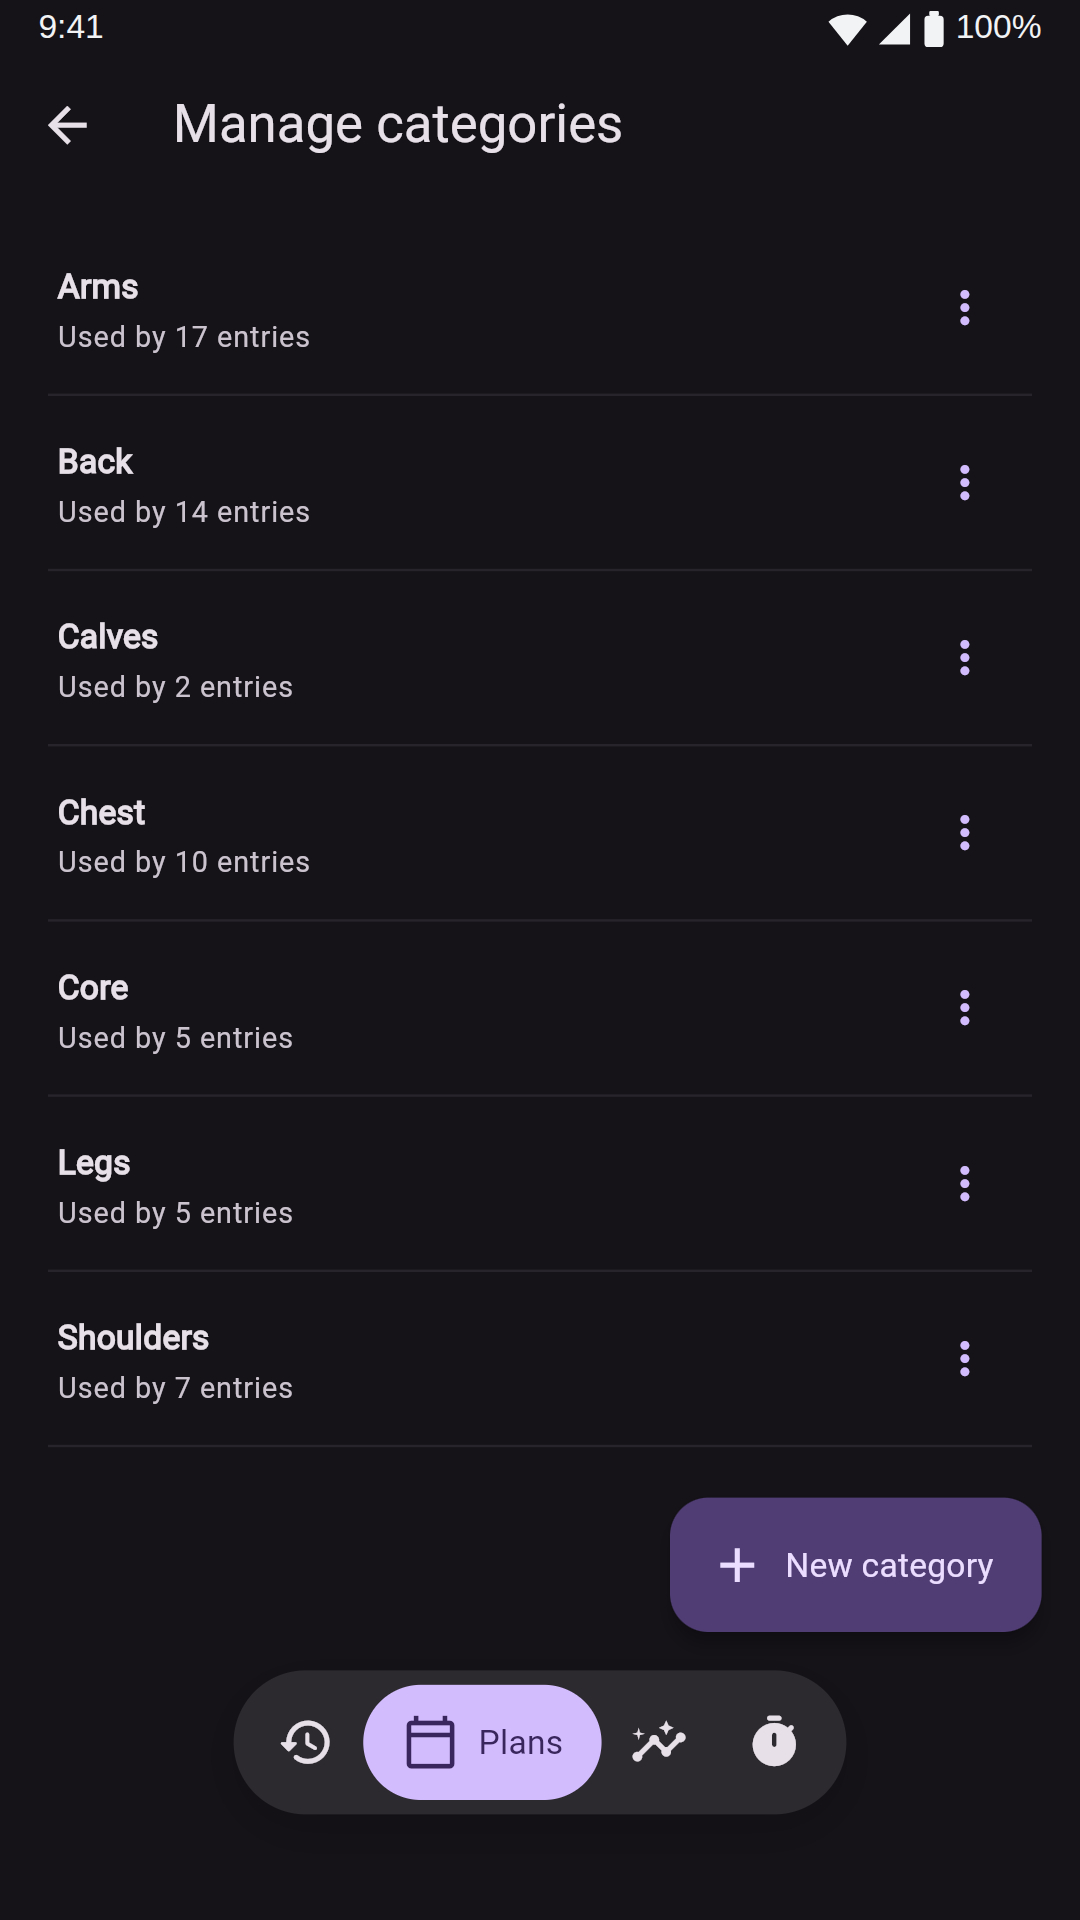 9:41
100%
Manage categories
Arms
Used by 17 entries
Back
Used by 14 entries
Calves
Used by 2 entries
Chest
Used by 10 entries
Core
Used by 5 entries
Legs
Used by 5 entries
Shoulders
Used by 7 entries
New category
Plans